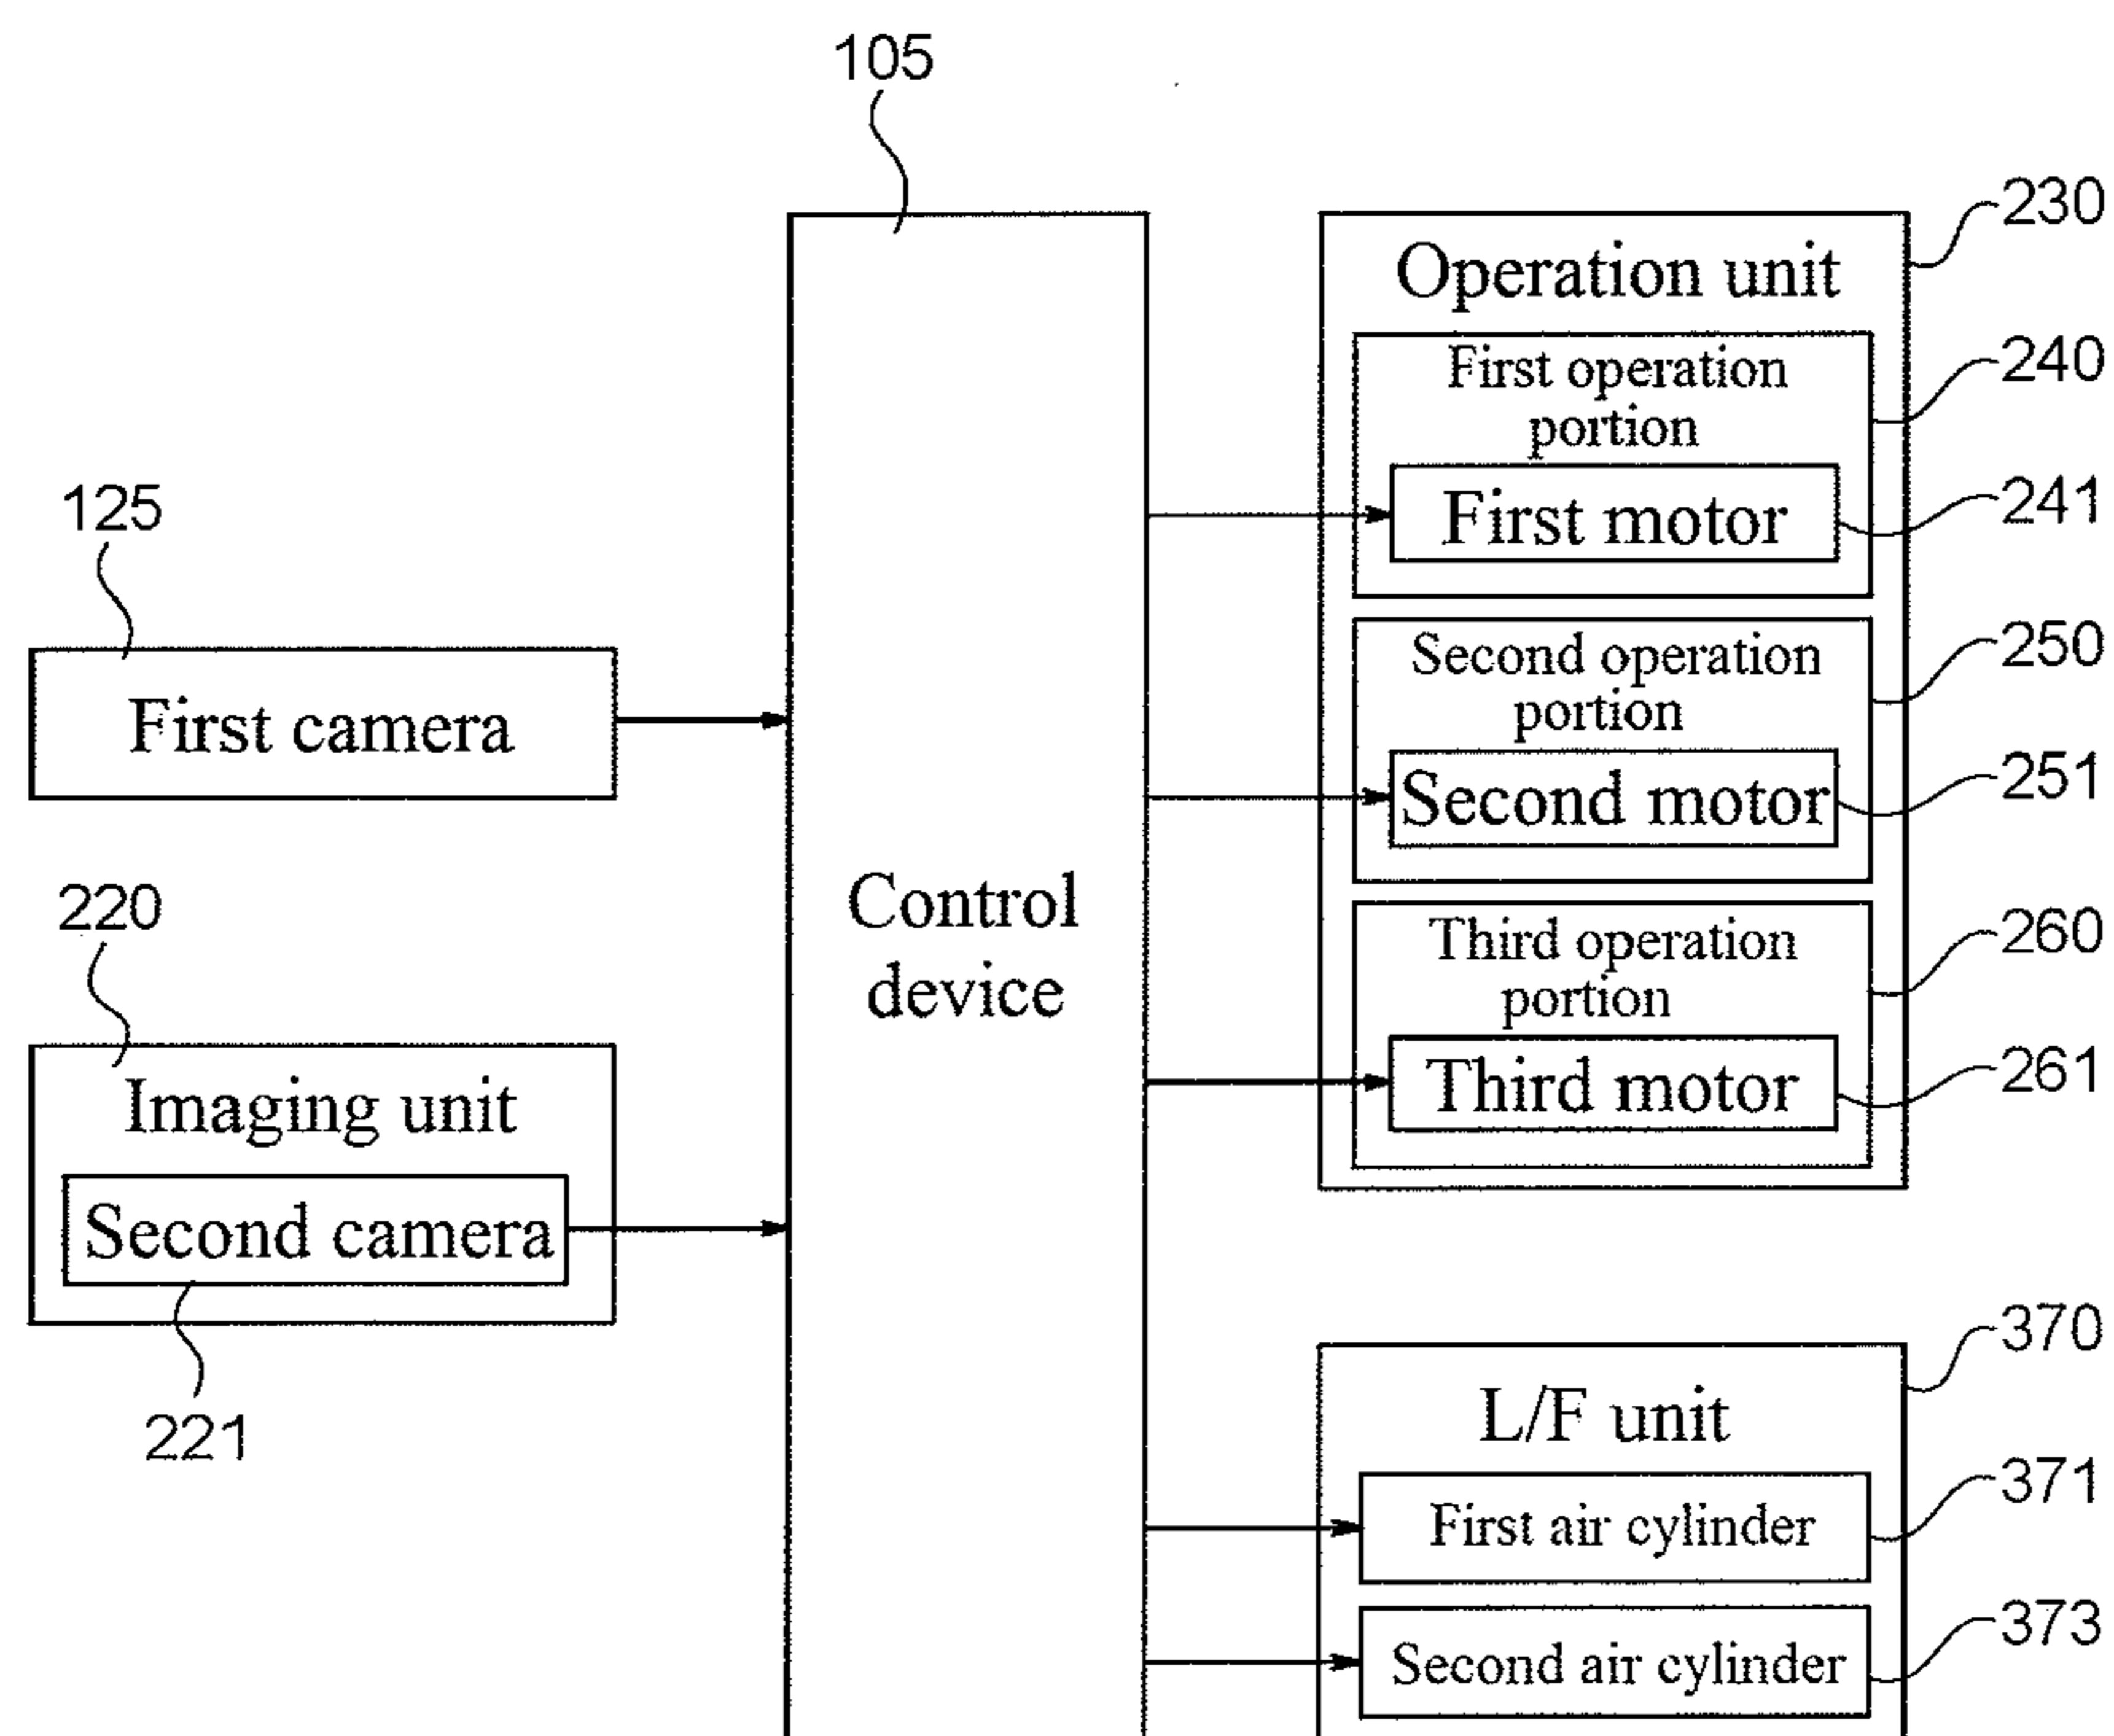 105
230
Operation unit
240
First operation
portion
241
First motor
125
First camera
250
Second operation
portion
251
Second motor
Control
device
220
Imaging unit
Second camera
221
260
Third operation
portion
261
Third motor
370
L/F unit
371
First air cylinder
373
Second air cylinder